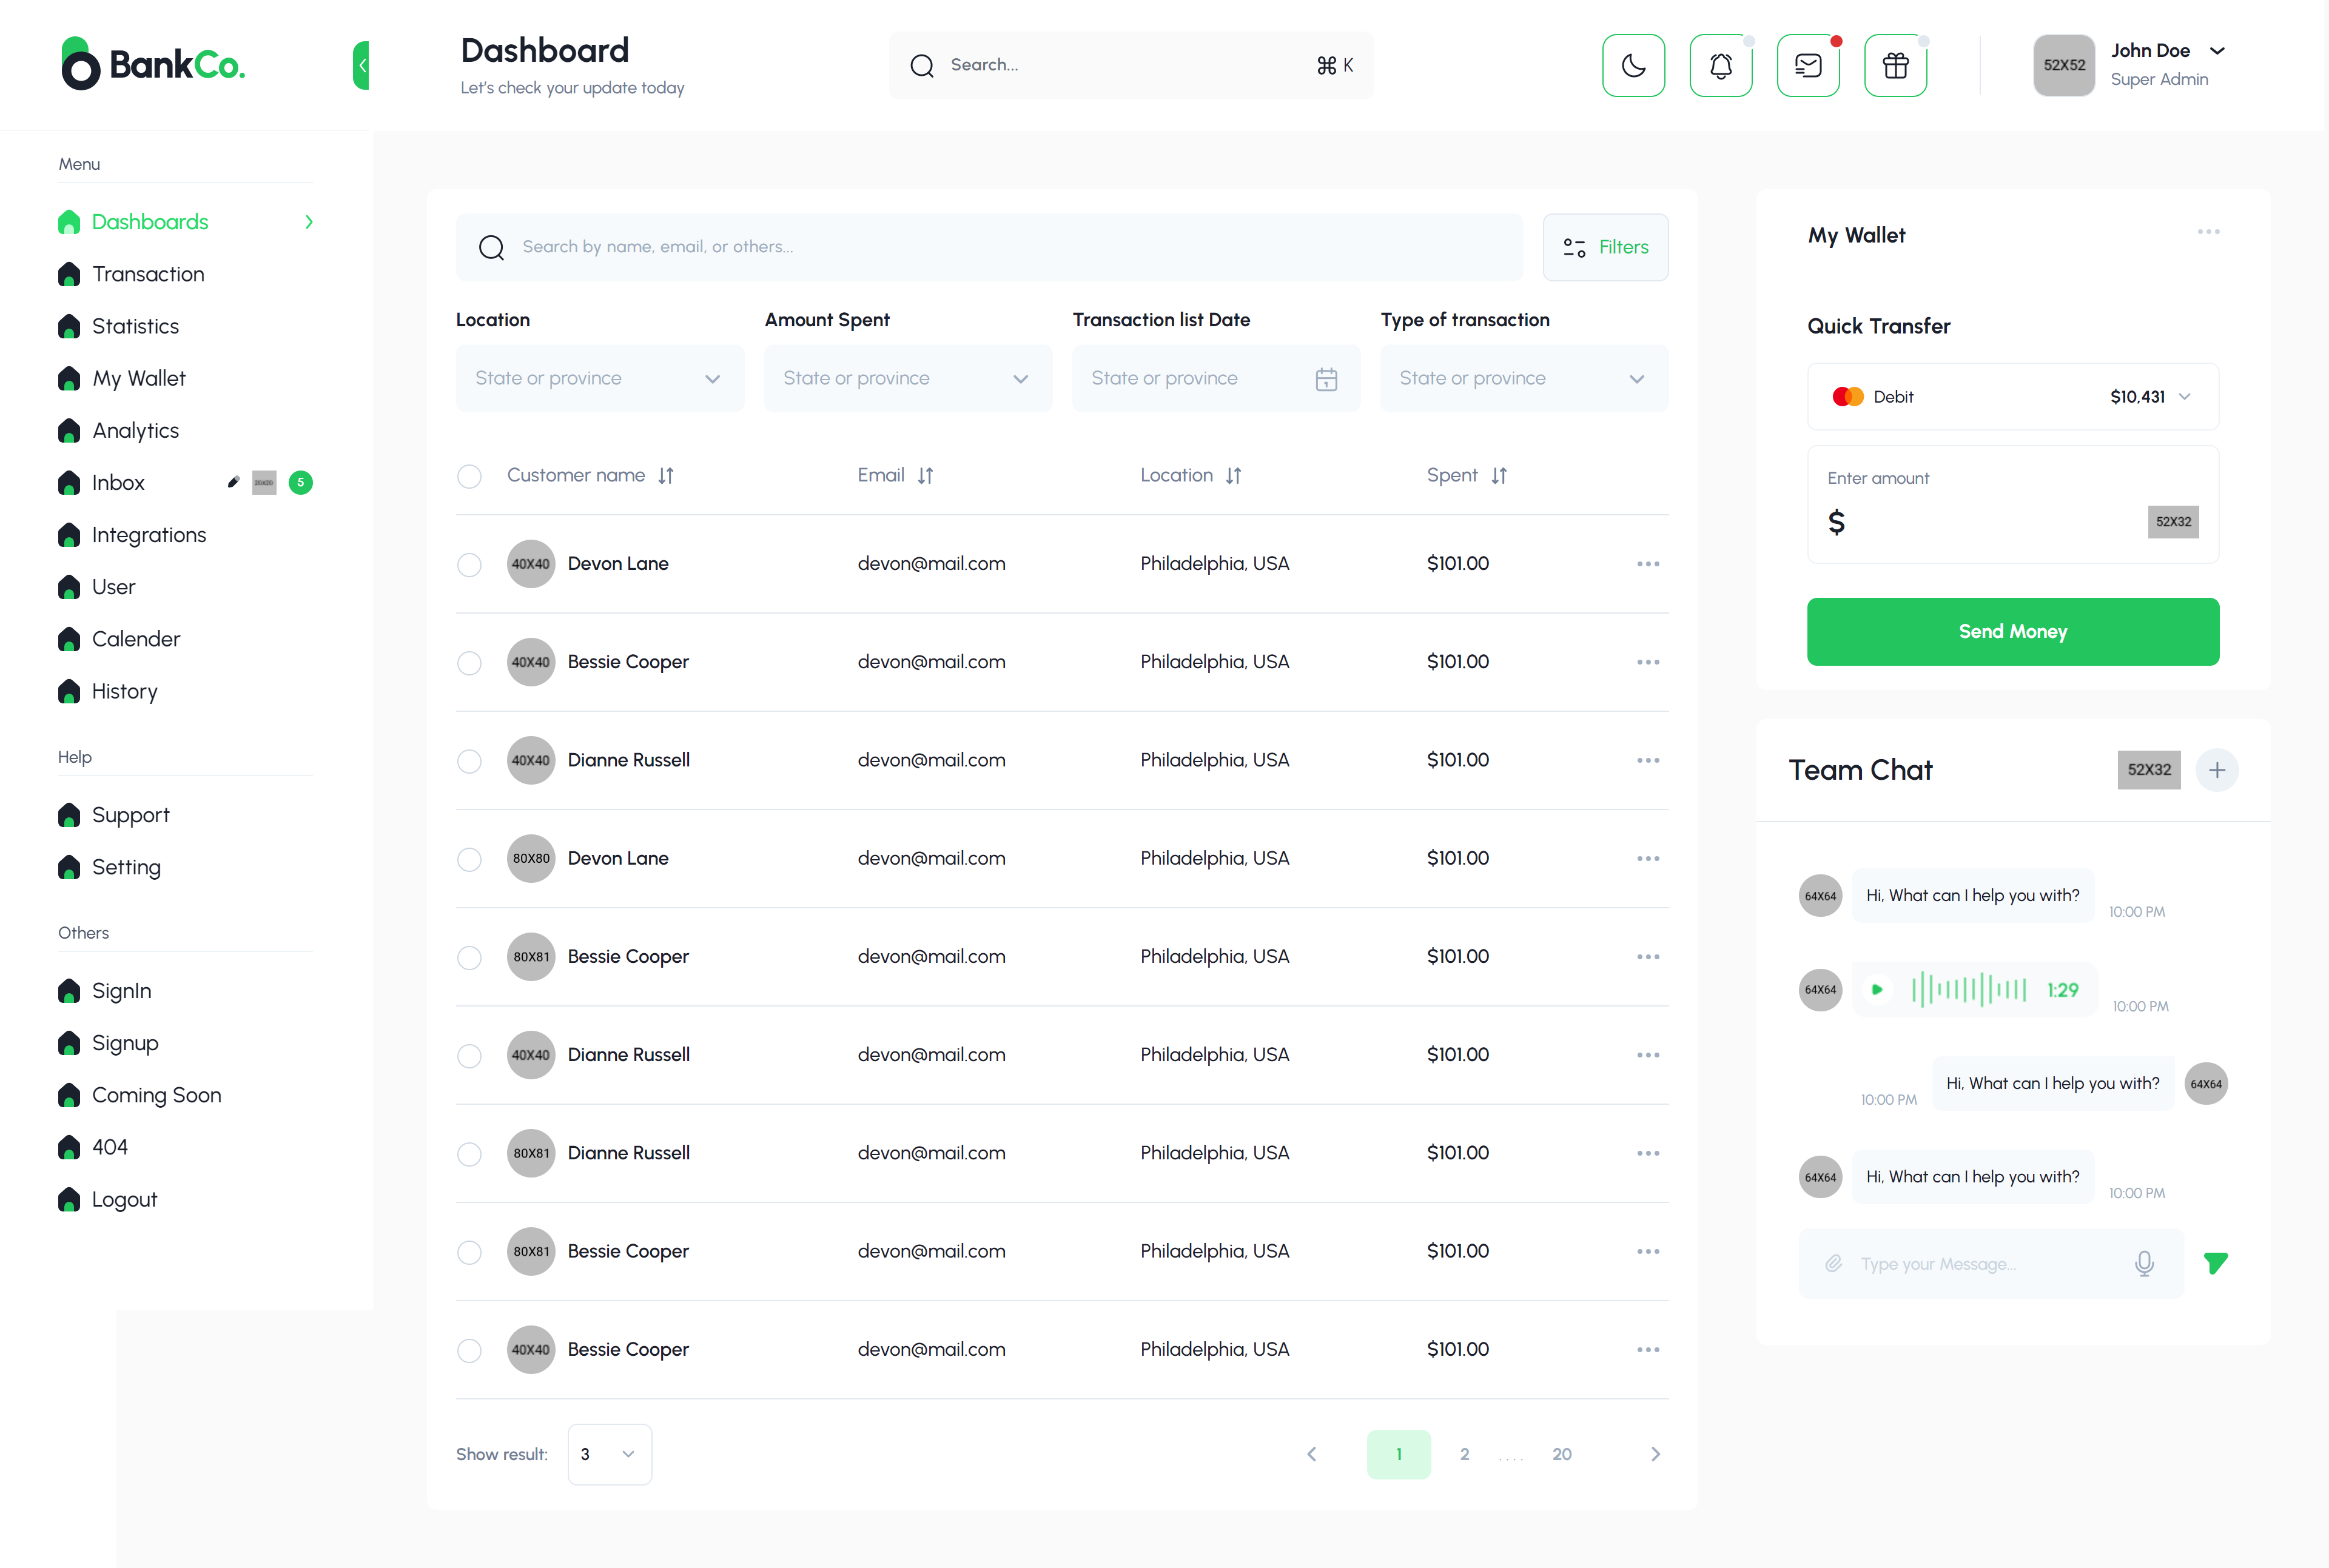 BankCo.
Dashboard
Let's check your update today
Search...
⌘ K
52X52
John Doe
Super Admin
Menu
Dashboards
Transaction
Statistics
My Wallet
Analytics
Inbox
5
Integrations
User
Calender
History
Help
Support
Setting
Others
SignIn
Signup
Coming Soon
404
Logout
Search by name, email, or others...
Filters
Location
Amount Spent
Transaction list Date
Type of transaction
State or province
State or province
State or province
State or province
Customer name
Email
Location
Spent
40X40 Devon Lane devon@mail.com Philadelphia, USA $101.00
40X40 Bessie Cooper devon@mail.com Philadelphia, USA $101.00
40X40 Dianne Russell devon@mail.com Philadelphia, USA $101.00
80X80 Devon Lane devon@mail.com Philadelphia, USA $101.00
80X81 Bessie Cooper devon@mail.com Philadelphia, USA $101.00
40X40 Dianne Russell devon@mail.com Philadelphia, USA $101.00
80X81 Dianne Russell devon@mail.com Philadelphia, USA $101.00
80X81 Bessie Cooper devon@mail.com Philadelphia, USA $101.00
40X40 Bessie Cooper devon@mail.com Philadelphia, USA $101.00
Show result: 3
1 2 .... 20
My Wallet
Quick Transfer
Debit $10,431
Enter amount
$
52X32
Send Money
Team Chat
52X32
64X64 Hi, What can I help you with? 10:00 PM
64X64 1:29 10:00 PM
10:00 PM Hi, What can I help you with? 64X64
64X64 Hi, What can I help you with? 10:00 PM
Type your Message...